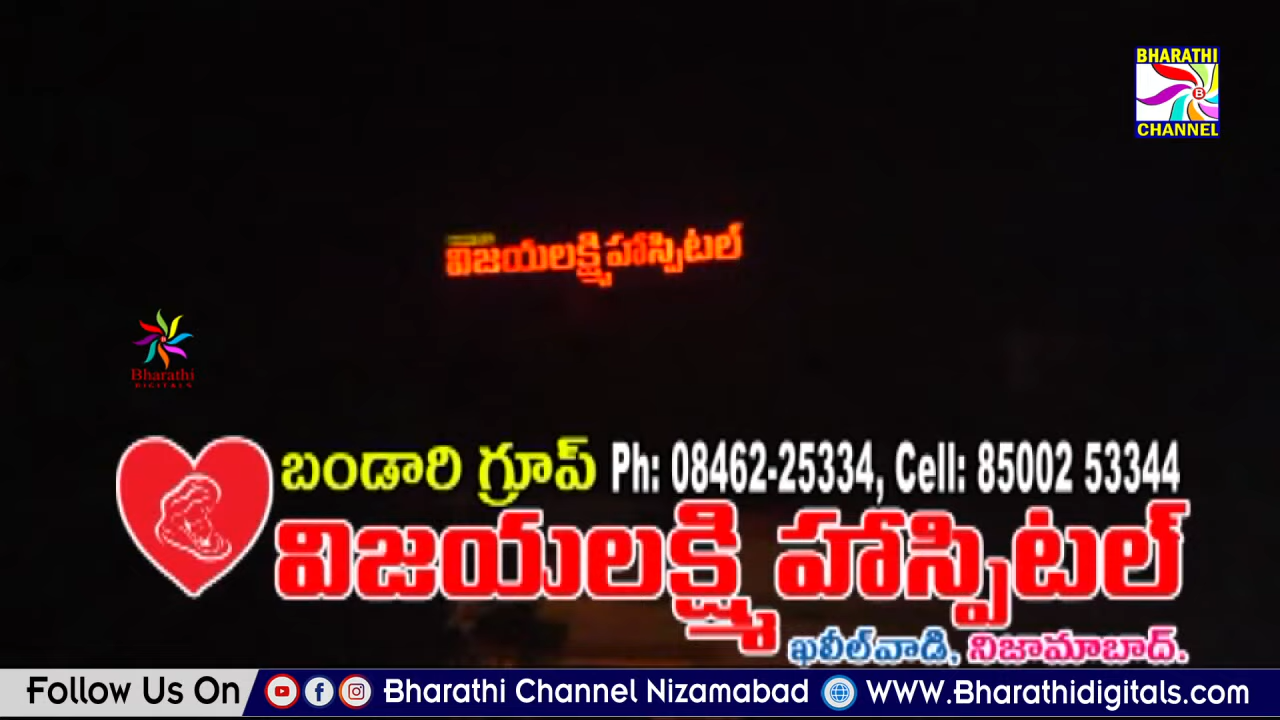 BHARATHI
B
CHANNEL
విజయలక్ష్మి హాస్పిటల్
Bharathi
DIGITALS
బండారి గ్రూప్ Ph: 08462-25334, Cell: 85002 53344
విజయలక్ష్మి హాస్పిటల్
ఖలీల్‌వాడి, నిజామాబాద్.
Follow Us On Bharathi Channel Nizamabad WWW.Bharathidigitals.com